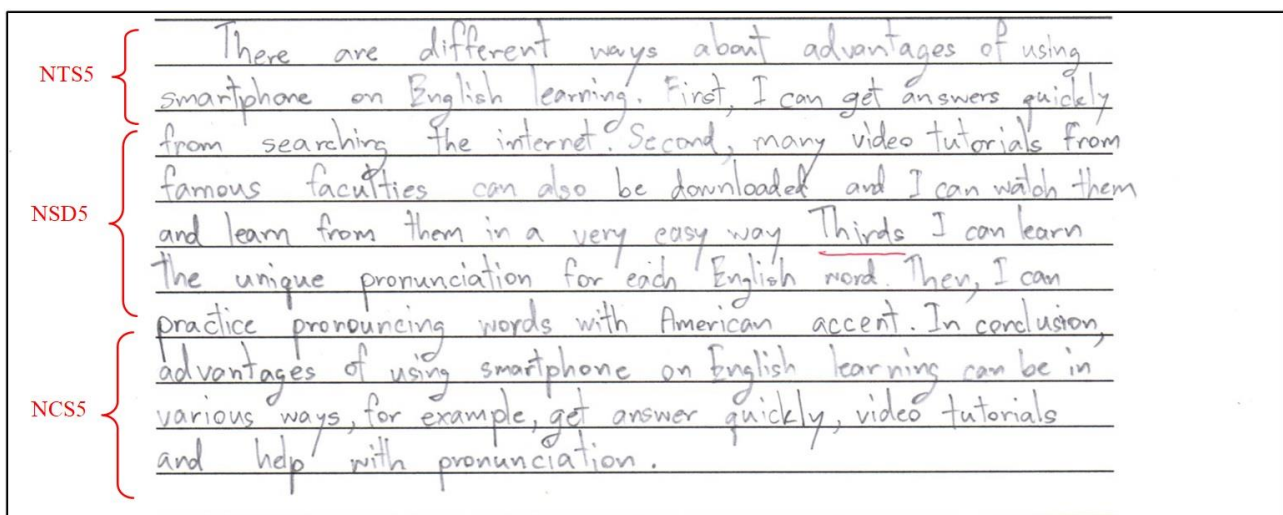 There are different ways about advantages of using
NTS5
smartphone on English learning. First, I can get answers quickly
from searching the internet. Second, many video tutorials from
famous faculties can also be downloaded and I can watch them
NSD5
and learn from them in a very easy way Thirds I can learn
the unique pronunciation for each English word. Then, I can
practice pronouncing words with American accent. In conclusion,
advantages of using smartphone on English learning can be in
NCS5
various ways, for example, get answer quickly, video tutorials
and help with pronunciation.